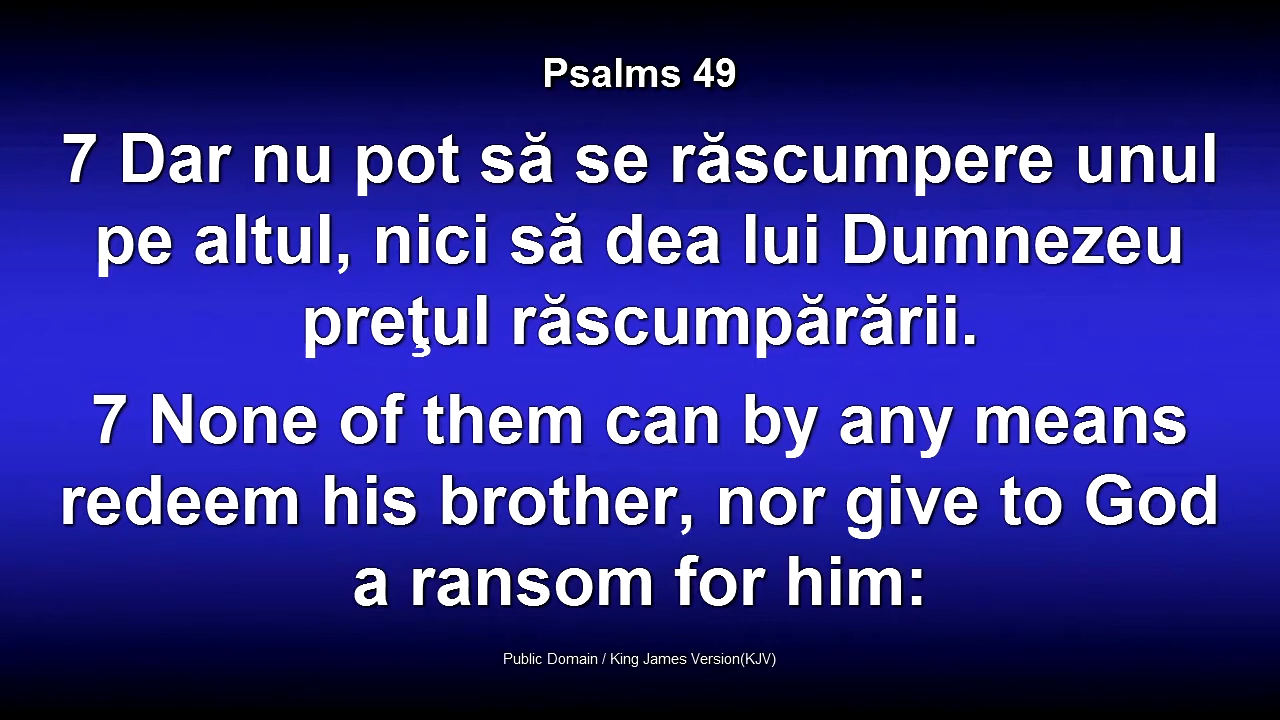 Psalms 49
7 Dar nu pot să se răscumpere unul
pe altul, nici să dea lui Dumnezeu
preţul răscumpărării.
7 None of them can by any means
redeem his brother, nor give to God
a ransom for him:
Public Domain / King James Version(KJV)